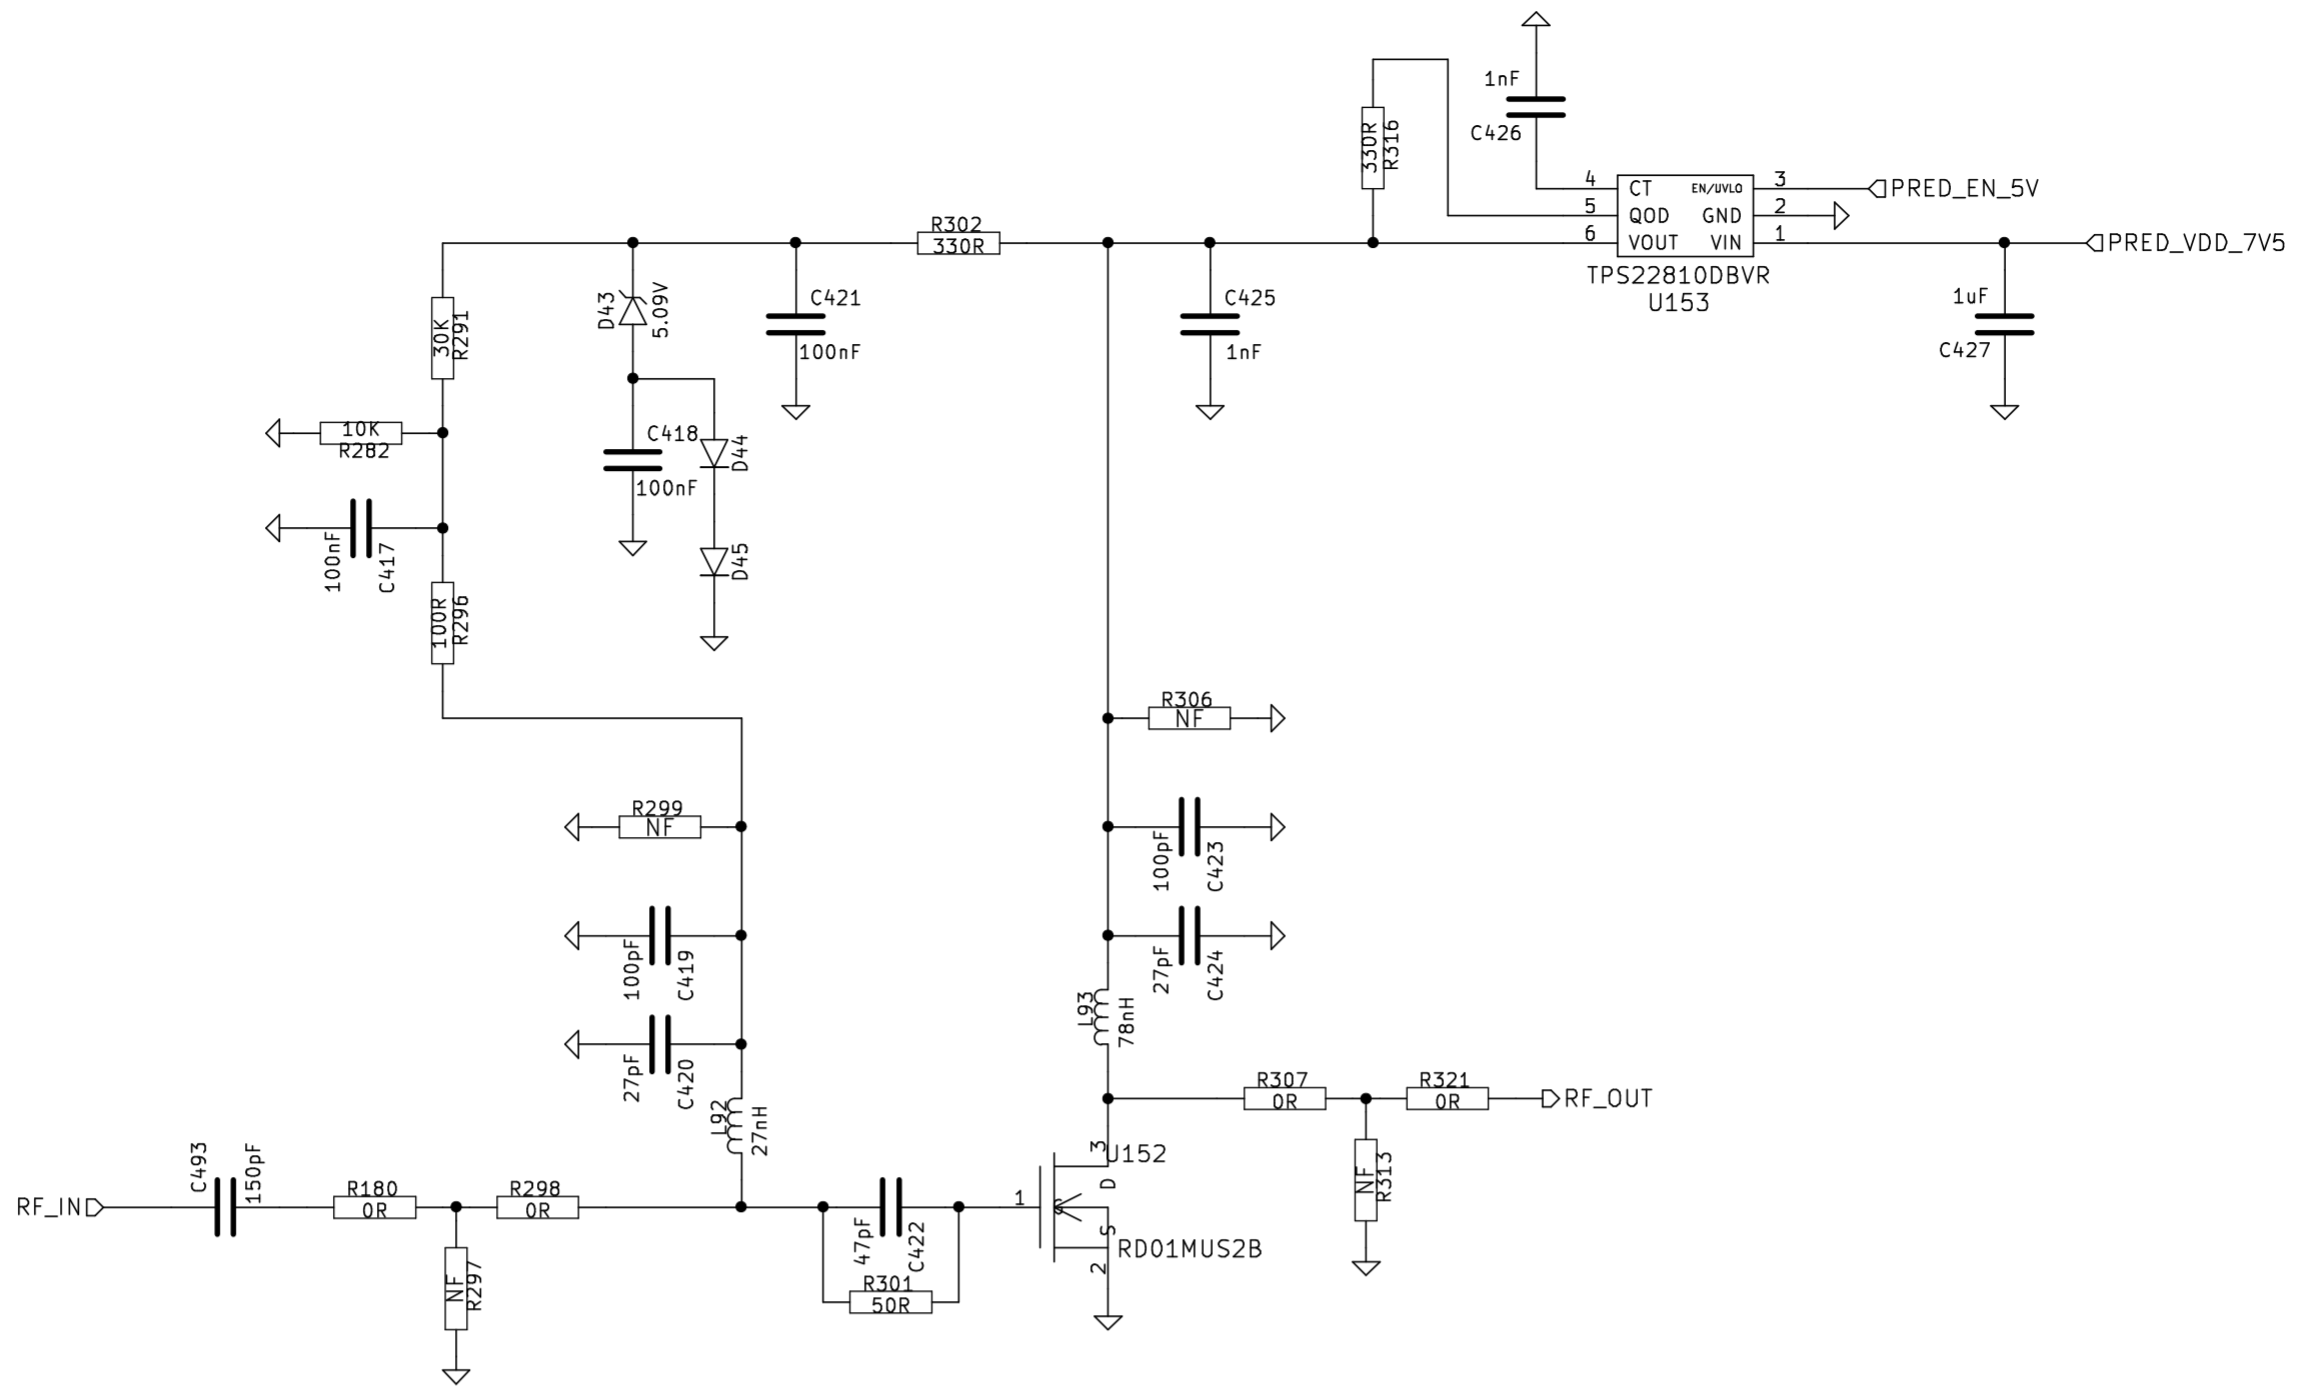 1nF
C426
330R
R316
4
CT
EN/UVLO
3
PRED_EN_5V
5
QOD
GND
2
6
VOUT
VIN
1
PRED_VDD_7V5
TPS22810DBVR
U153
R302
330R
D43
5.09V
C421
100nF
C425
1nF
1uF
C427
30K
R291
10K
R282
C418
100nF
D44
100nF
C417
D45
100R
R296
R306
NF
R299
NF
100pF
C423
100pF
C419
27pF
C424
L93
78nH
27pF
C420
L92
27nH
R307
0R
R321
0R
RF_OUT
C493
150pF
3
U152
D
NF
R313
RF_IN
R180
0R
R298
0R
47pF
C422
1
G
S
RD01MUS2B
2
NF
R297
R301
50R